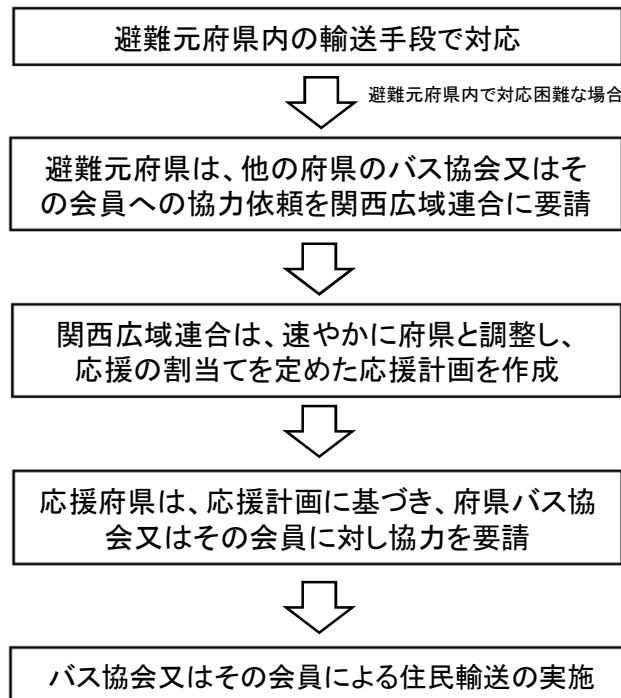 避難元府県内の輸送手段で対応
避難元府県内で対応困難な場合
避難元府県は、他の府県のバス協会又はそ
の会員への協力依頼を関西広域連合に要請
関西広域連合は、速やかに府県と調整し、
応援の割当てを定めた応援計画を作成
応援府県は、応援計画に基づき、府県バス協
会又はその会員に対し協力を要請
バス協会又はその会員による住民輸送の実施